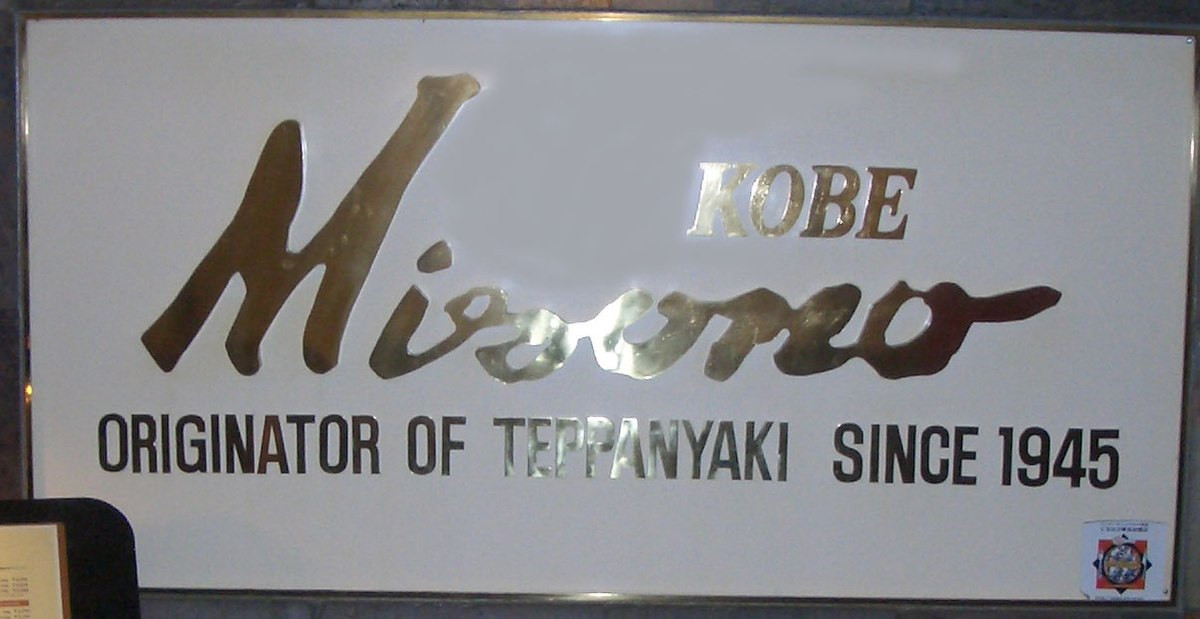 KOBE
Misono
ORIGINATOR OF TEPPANYAKI SINCE 1945